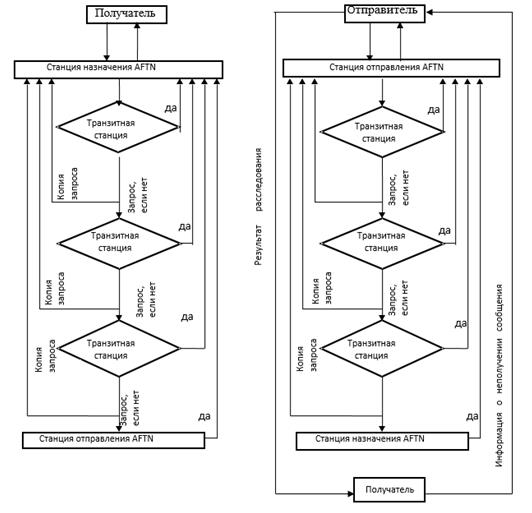 Получатель
Станция назначения AFTN
да
Транзитная
станция
Копия
запроса
Запрос,
если нет
да
Транзитная
станция
Копия
запроса
Запрос,
если нет
да
Транзитная
станция
Копия
запроса
Запрос,
если нет
да
Станция отправления AFTN
Отправитель
Станция отправления AFTN
да
Транзитная
станция
Копия
запроса
Запрос,
если нет
да
Транзитная
станция
Копия
запроса
Запрос,
если нет
да
Транзитная
станция
Копия
запроса
Запрос,
если нет
да
Станция назначения AFTN
Получатель
Результат расследования
Информация о неполучении сообщения